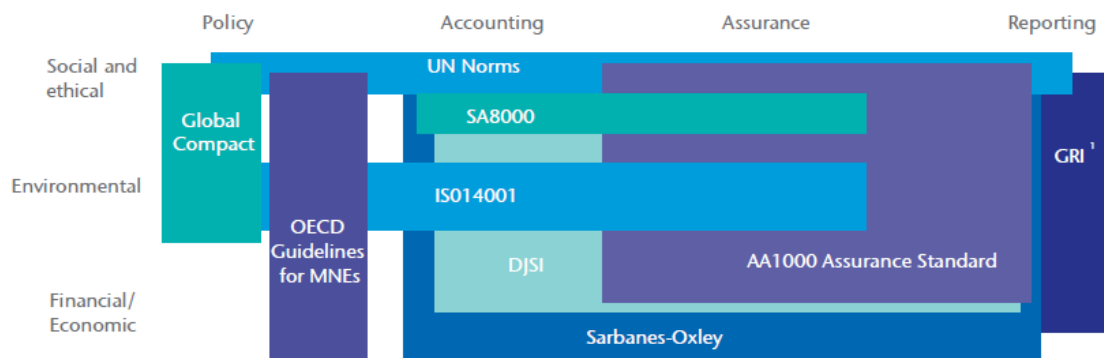 Policy
Accounting
Assurance
Reporting
Social and
ethical
UN Norms
Global
Compact
SA8000
GRI 1
Environmental
IS014001
OECD
Guidelines
for MNEs
DJSI
AA1000 Assurance Standard
Financial/
Economic
Sarbanes-Oxley